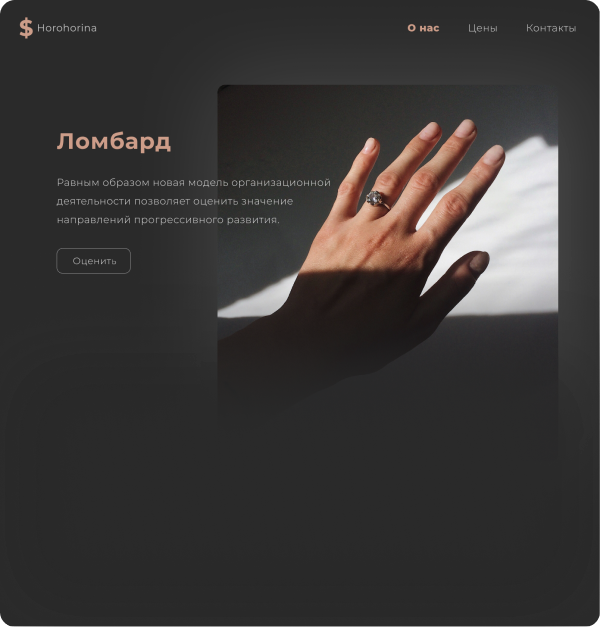 $ Horohorina
О нас Цены Контакты
Ломбард
Равным образом новая модель организационной
деятельности позволяет оценить значение
направлений прогрессивного развития.
Оценить